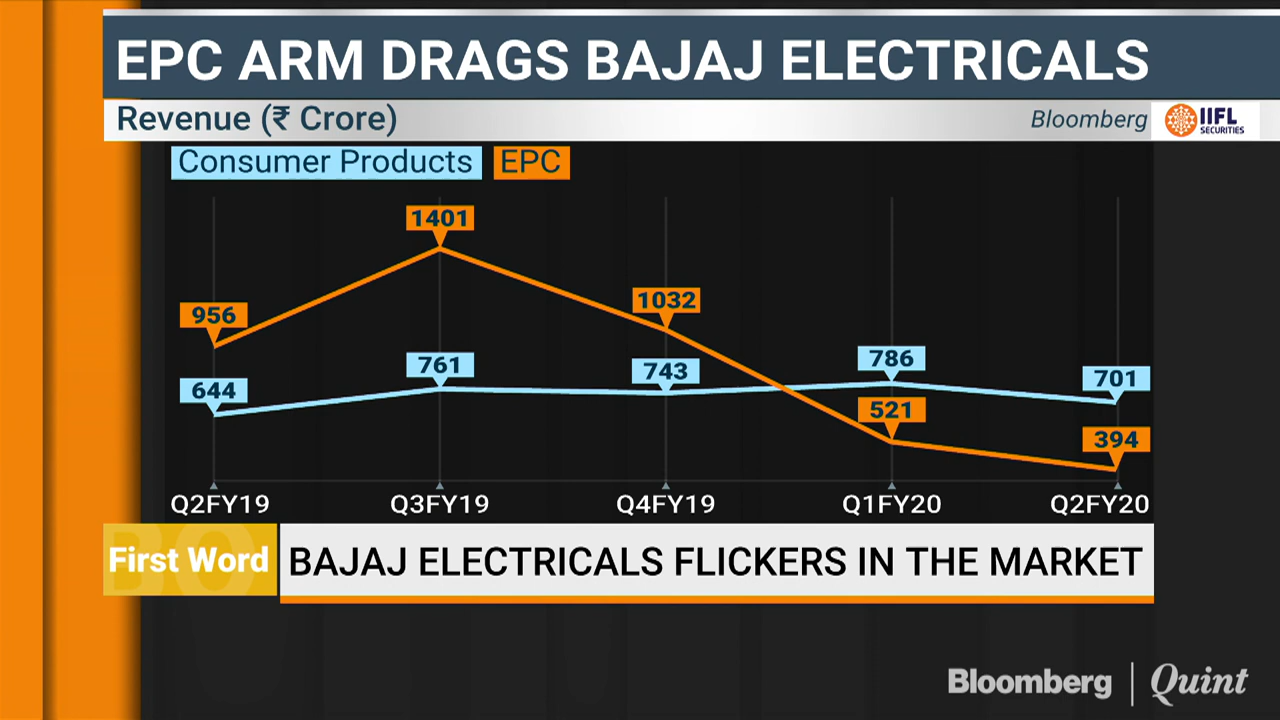 EPC ARM DRAGS BAJAJ ELECTRICALS
Revenue (₹ Crore)
Bloomberg
IIFL
SECURITIES
Consumer Products
EPC
1401
956
1032
761
743
786
644
701
521
394
Q2FY19
Q3FY19
Q4FY19
Q1FY20
Q2FY20
First Word
BAJAJ ELECTRICALS FLICKERS IN THE MARKET
Bloomberg | Quint